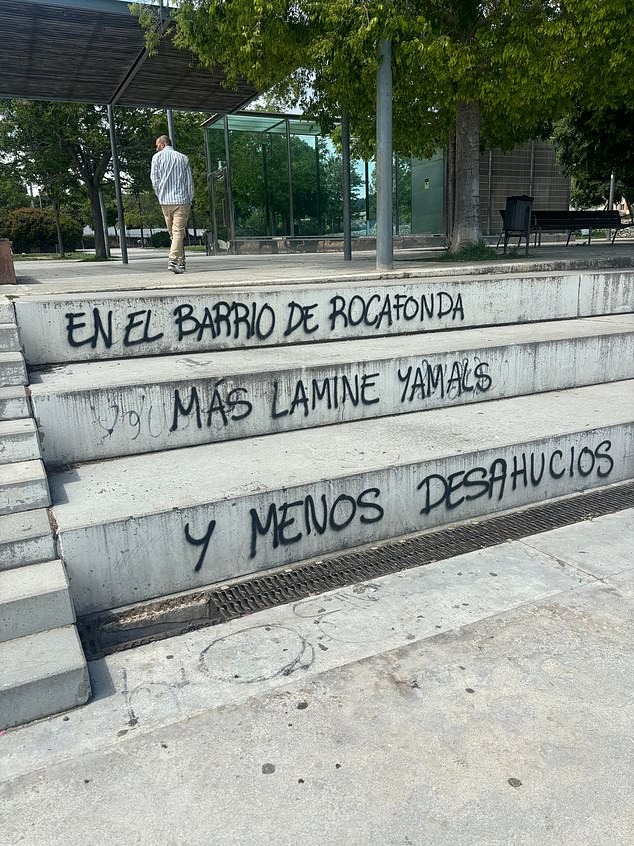 EN EL BARRIO DE ROCAFONDA
MÁS LAMINE YAMALS
Y MENOS DESAHUCIOS